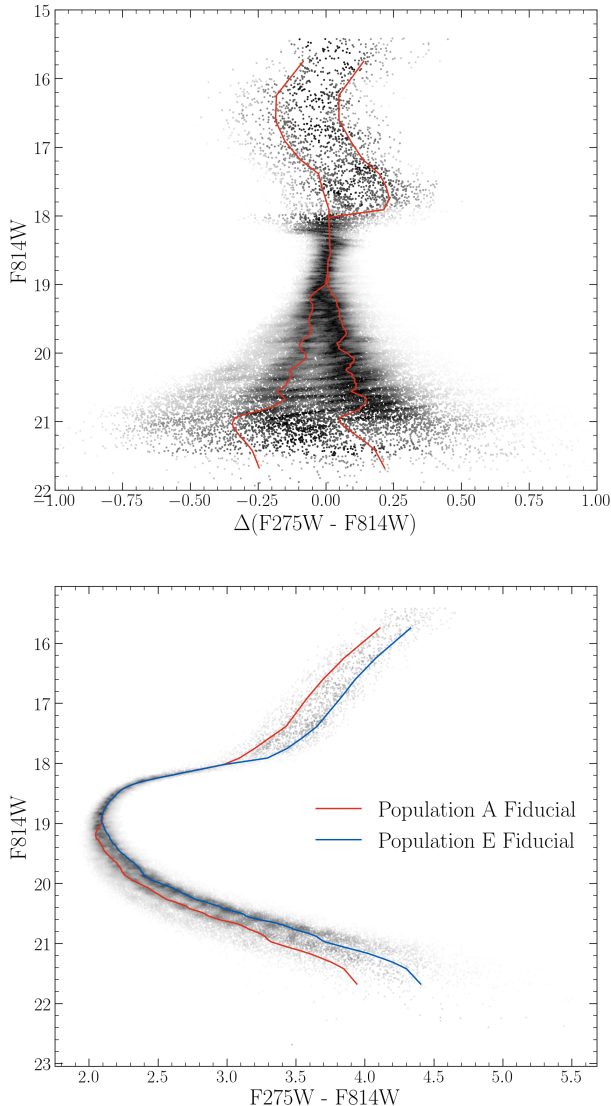 15
16
17
18
19
20
21
22
F814W
−1.00 −0.75 −0.50 −0.25 0.00 0.25 0.50 0.75 1.00
Δ(F275W - F814W)
16
17
18
19
20
21
22
23
F814W
Population A Fiducial
Population E Fiducial
2.0 2.5 3.0 3.5 4.0 4.5 5.0 5.5
F275W - F814W